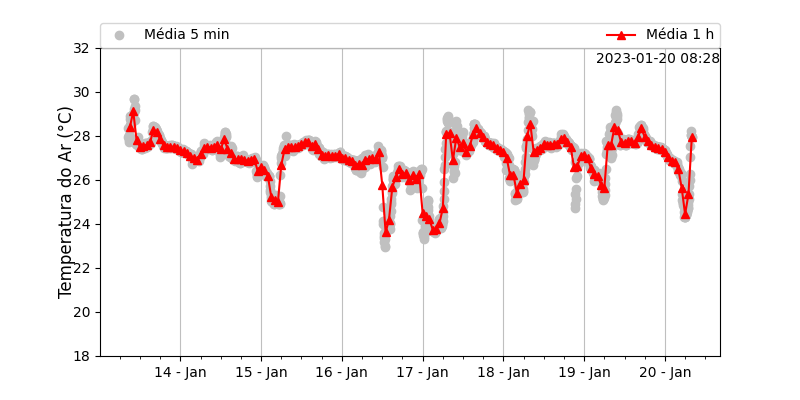 Média 5 min
Média 1 h
2023-01-20 08:28
Temperatura do Ar (°C)
32
30
28
26
24
22
20
18
14 - Jan
15 - Jan
16 - Jan
17 - Jan
18 - Jan
19 - Jan
20 - Jan